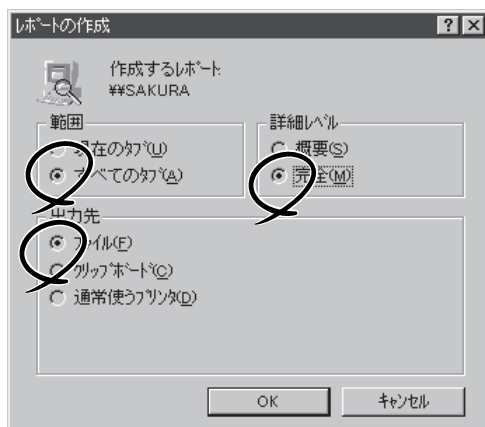 レポートの作成
作成するレポート:
¥¥SAKURA
範囲
現在のタブ(U)
すべてのタブ(A)
詳細レベル
概要(S)
完全(M)
出力先
ファイル(F)
クリップボード(C)
通常使うプリンタ(D)
OK
キャンセル